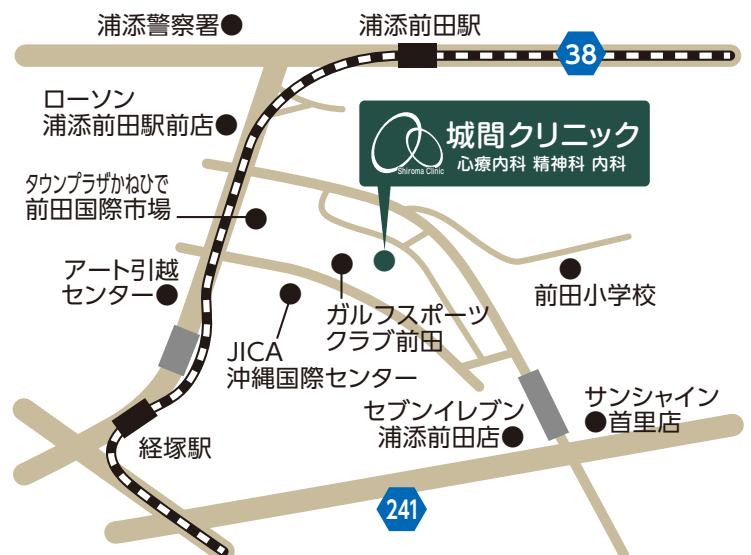 浦添警察署
浦添前田駅
38
ローソン
浦添前田駅前店
城間クリニック
心療内科 精神科 内科
Shiroma Clinic
タウンプラザかねひで
前田国際市場
アート引越
センター
前田小学校
ガルフスポーツ
クラブ前田
JICA
沖縄国際センター
サンシャイン
首里店
セブンイレブン
浦添前田店
経塚駅
241